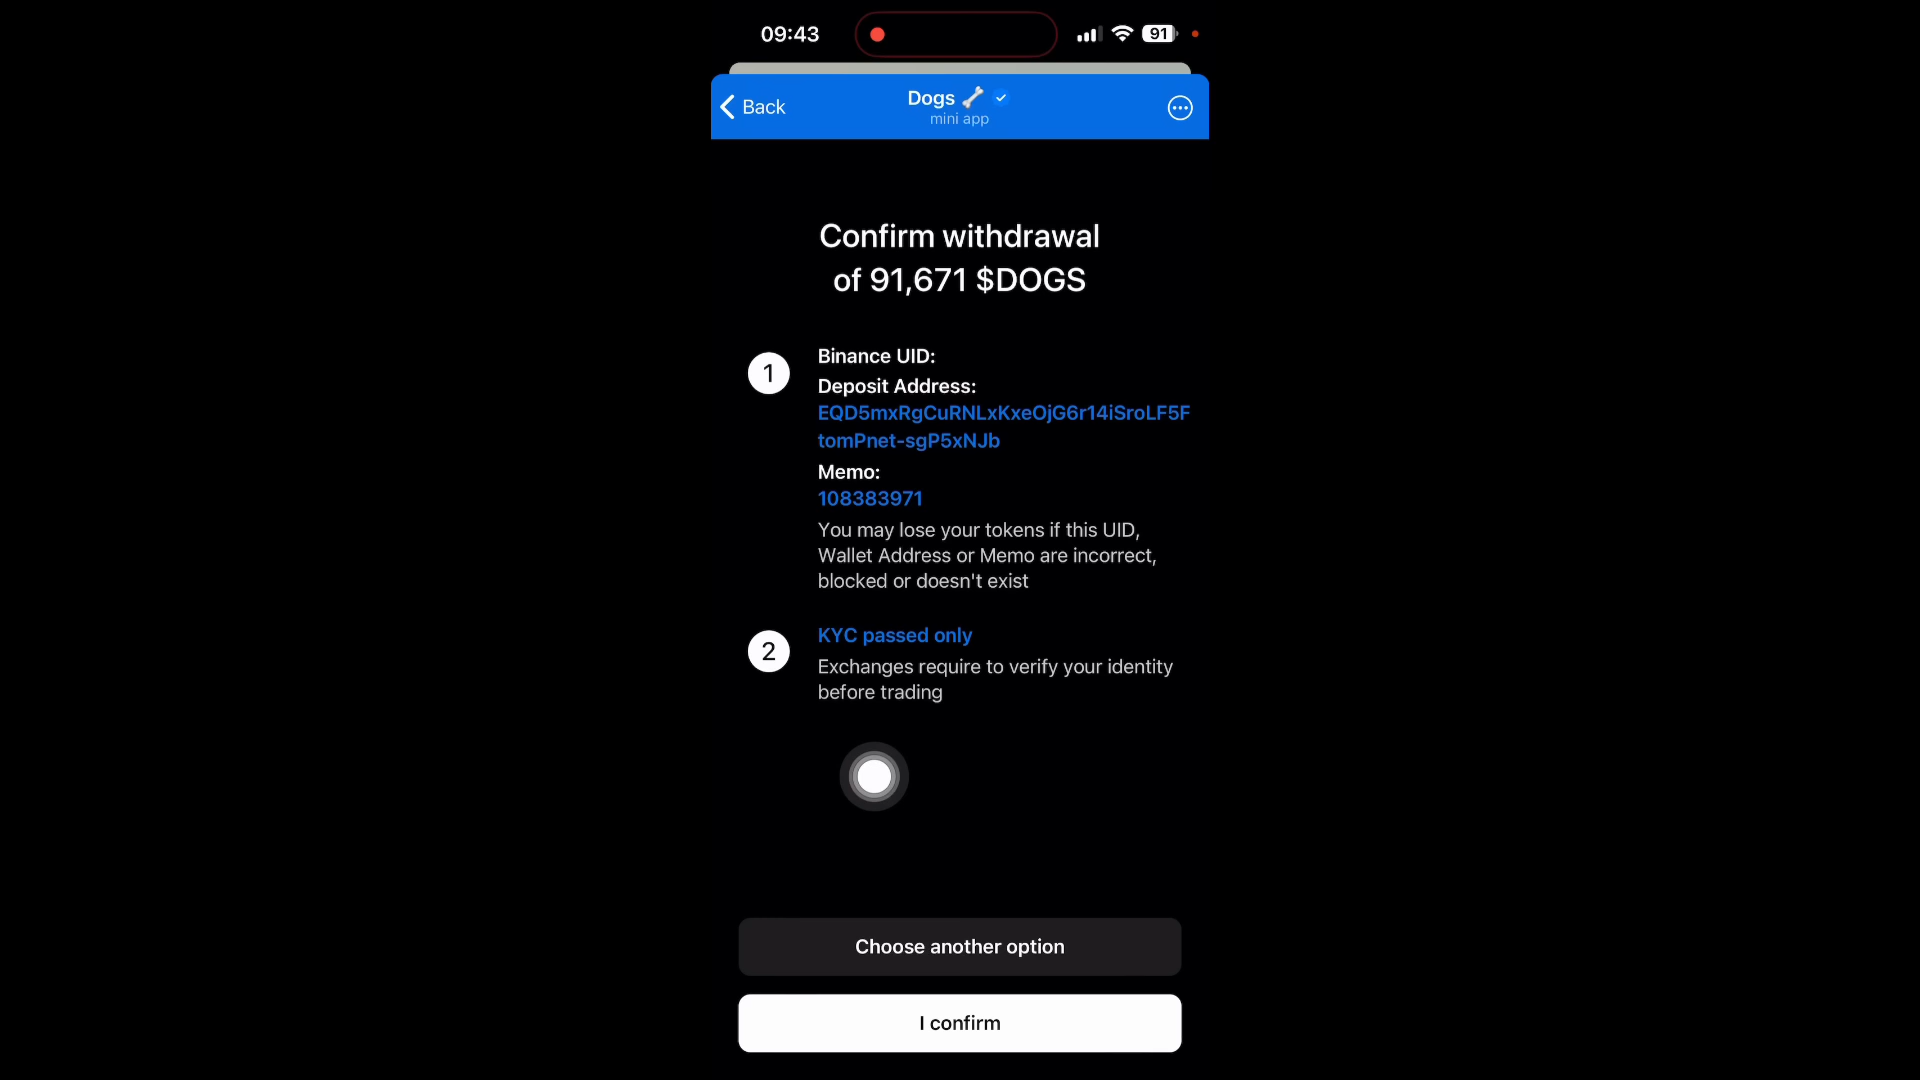 09:43
91
Back
Dogs
mini app
Confirm withdrawal
of 91,671 $DOGS
1
Binance UID:
Deposit Address:
EQD5mxRgCuRNLxKxeOjG6r14iSroLF5F
tomPnet-sgP5xNJb
Memo:
108383971
You may lose your tokens if this UID,
Wallet Address or Memo are incorrect,
blocked or doesn't exist
2
KYC passed only
Exchanges require to verify your identity
before trading
Choose another option
I confirm